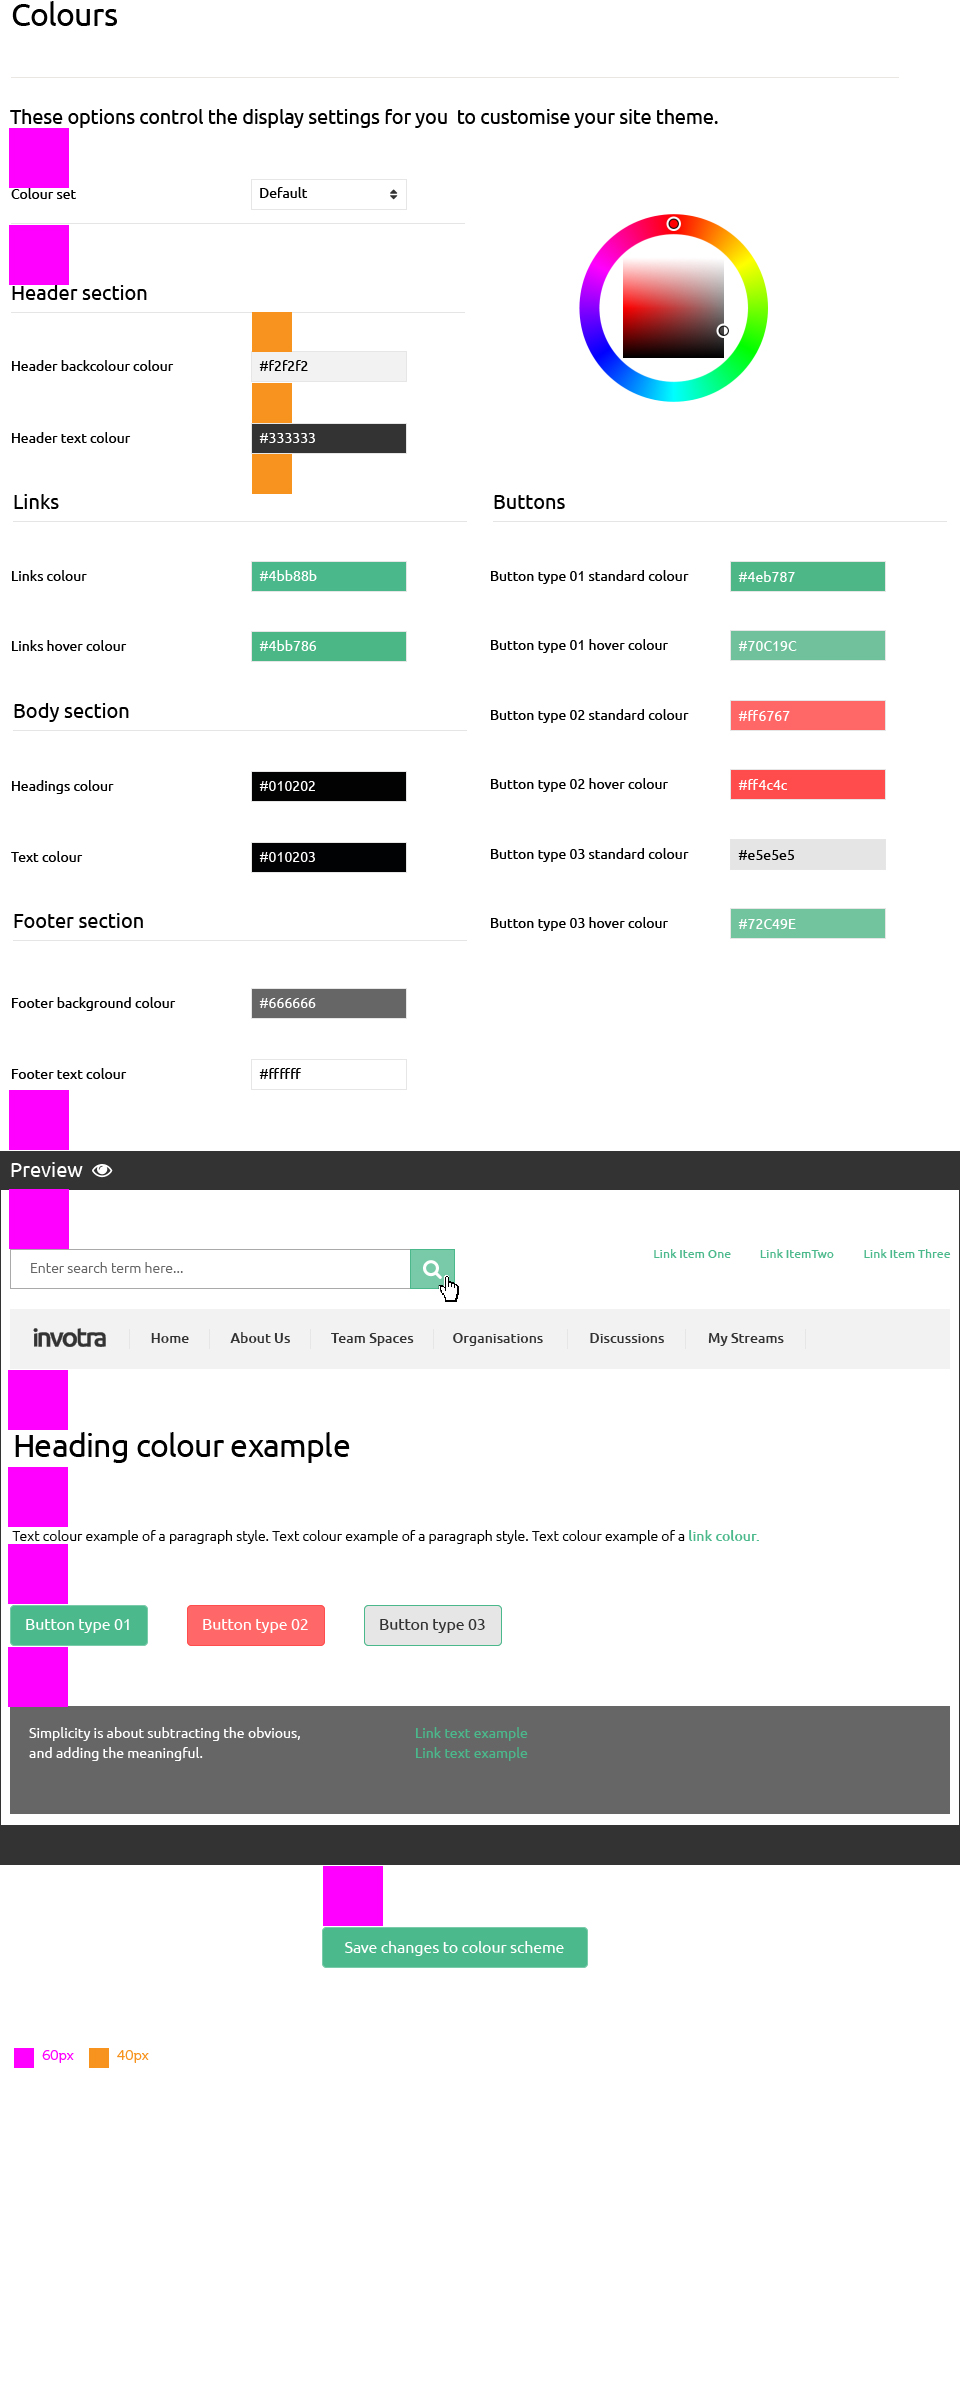 Colours
These options control the display settings for you  to customise your site theme.
Colour set
Default
Header section
Header backcolour colour
#f2f2f2
Header text colour
#333333
Links
Links colour
#4bb88b
Links hover colour
#4bb786
Body section
Headings colour
#010202
Text colour
#010203
Footer section
Footer background colour
#666666
Footer text colour
#ffffff
Buttons
Button type 01 standard colour
#4eb787
Button type 01 hover colour
#70C19C
Button type 02 standard colour
#ff6767
Button type 02 hover colour
#ff4c4c
Button type 03 standard colour
#e5e5e5
Button type 03 hover colour
#72C49E
Preview
Enter search term here...
Link Item One Link ItemTwo Link Item Three
invotra Home About Us Team Spaces Organisations Discussions My Streams
Heading colour example
Text colour example of a paragraph style. Text colour example of a paragraph style. Text colour example of a link colour.
Button type 01 Button type 02 Button type 03
Simplicity is about subtracting the obvious,
and adding the meaningful.
Link text example
Link text example
Save changes to colour scheme
60px 40px